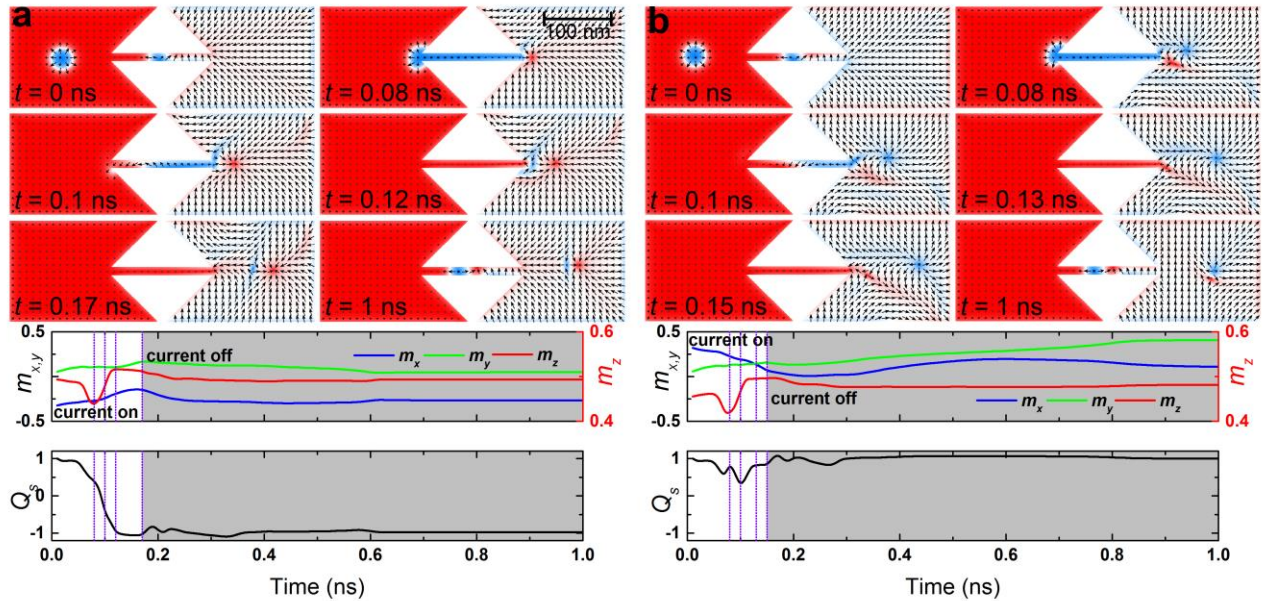 a
100 nm
t = 0 ns
t = 0.08 ns
t = 0.1 ns
t = 0.12 ns
t = 0.17 ns
t = 1 ns
0.5
0.0
-0.5
mx,y
current on
current off
mx my mz
0.6
0.4
mz
1
0
-1
Qs
0.0 0.2 0.4 0.6 0.8 1.0
Time (ns)
b
t = 0 ns
t = 0.08 ns
t = 0.1 ns
t = 0.13 ns
t = 0.15 ns
t = 1 ns
0.5
0.0
-0.5
mx,y
current on
current off
mx my mz
0.6
0.4
mz
1
0
-1
Qs
0.0 0.2 0.4 0.6 0.8 1.0
Time (ns)